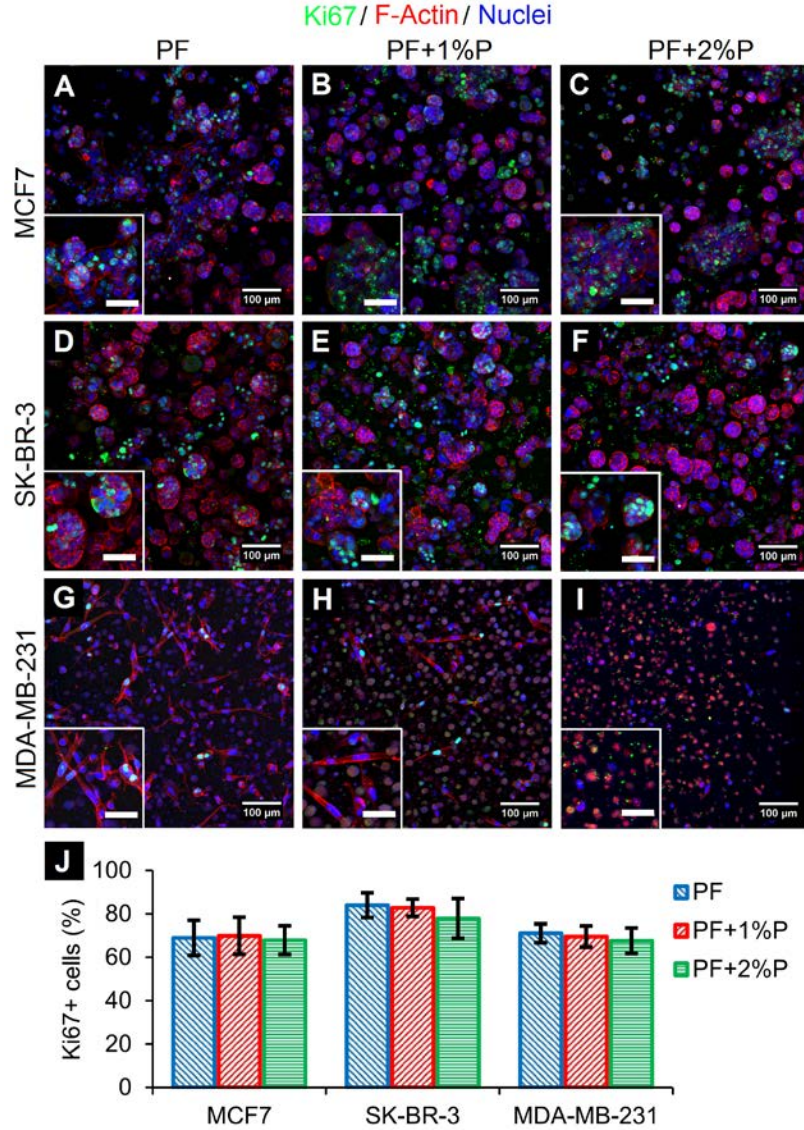 Ki67/ F-Actin/ Nuclei
PF PF+1%P PF+2%P
MCF7
A
100 µm
B
100 µm
C
100 µm
SK-BR-3
D
100 µm
E
100 µm
F
100 µm
MDA-MB-231
G
100 µm
H
100 µm
I
100 µm
J
Ki67+ cells (%)
100
80
60
40
20
0
MCF7 SK-BR-3 MDA-MB-231
PF
PF+1%P
PF+2%P